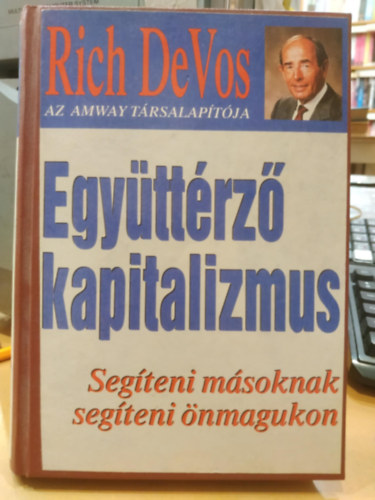 Rich DeVos
AZ AMWAY TÁRSALAPÍTÓJA
Együttérző
kapitalizmus
Segíteni másoknak
segíteni önmagukon